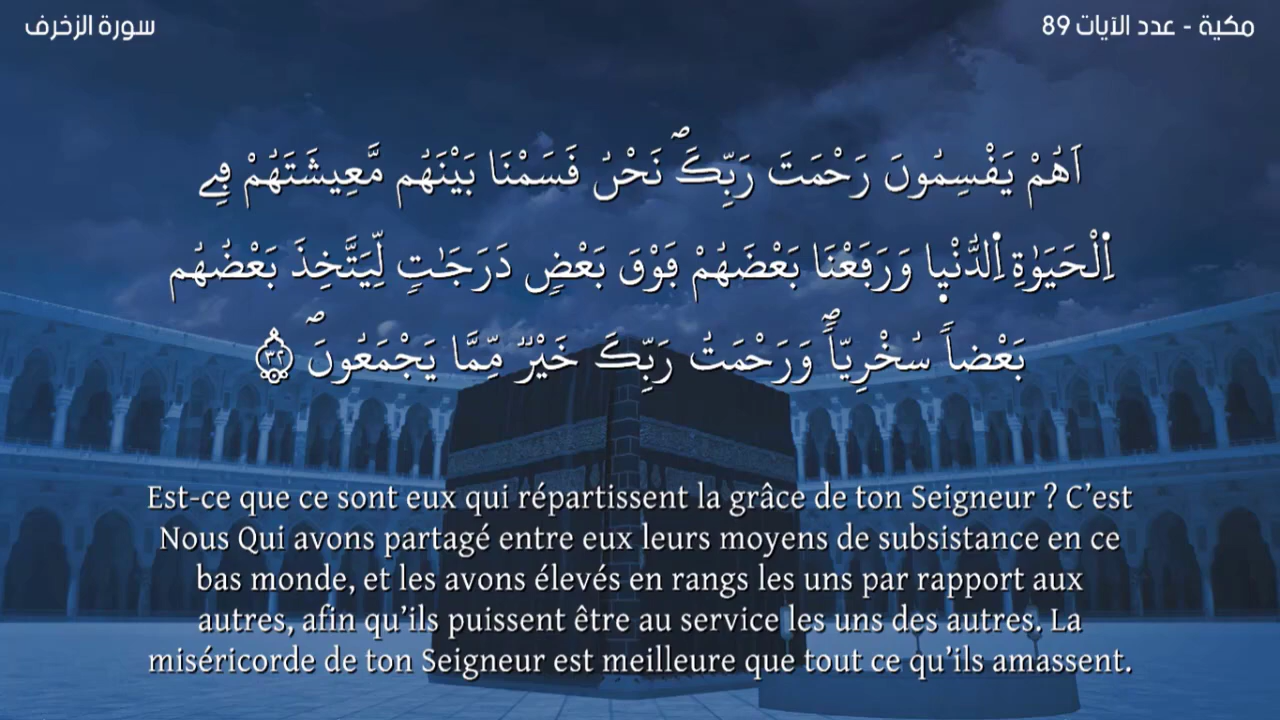 مكية - عدد الآيات 89
سورة الزخرف
اَهُمْ يَقْسِمُونَ رَحْمَتَ رَبِّكَۖ نَحْنُ قَسَمْنَا بَيْنَهُم مَّعِيشَتَهُمْ فِے
اِ۬لْحَيَوٰةِ اِ۬لدُّنْي۪ا وَرَفَعْنَا بَعْضَهُمْ فَوْقَ بَعْضٖ دَرَجَٰتٖ لِّيَتَّخِذَ بَعْضُهُم
بَعْضاٗ سُخْرِيّاٗۖ وَرَحْمَتُ رَبِّكَ خَيْرٞ مِّمَّا يَجْمَعُونَۖ ٣٢
Est-ce que ce sont eux qui répartissent la grâce de ton Seigneur ? C’est
Nous Qui avons partagé entre eux leurs moyens de subsistance en ce
bas monde, et les avons élevés en rangs les uns par rapport aux
autres, afin qu’ils puissent être au service les uns des autres. La
miséricorde de ton Seigneur est meilleure que tout ce qu’ils amassent.